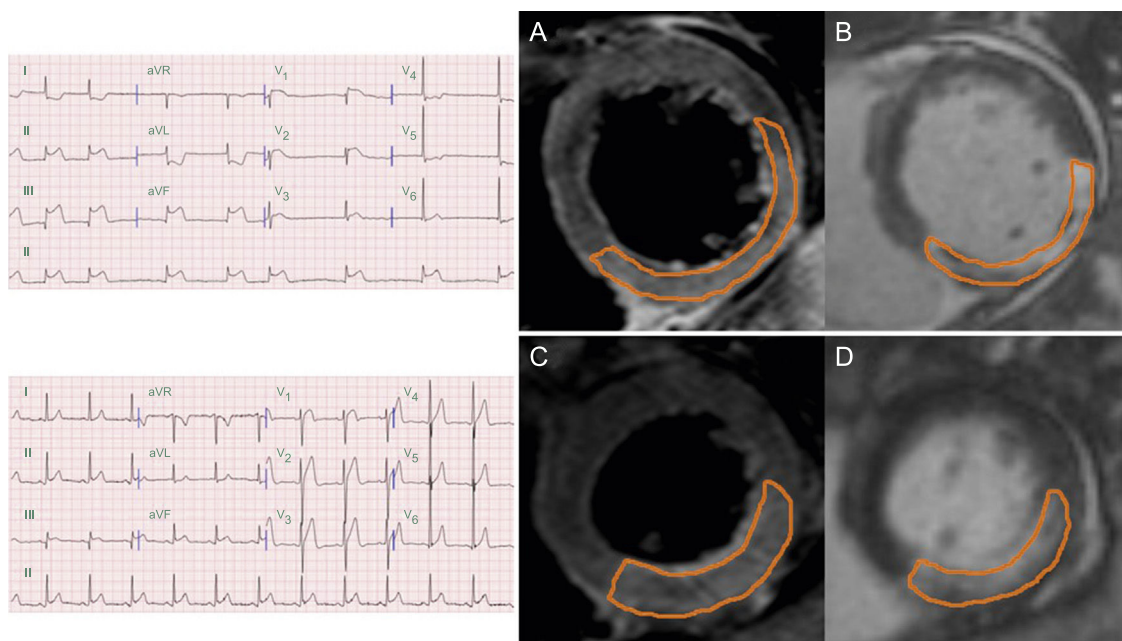 I aVR V1 V4
II aVL V2 V5
III aVF V3 V6
II
A B
I aVR V1 V4
II aVL V2 V5
III aVF V3 V6
II
C D